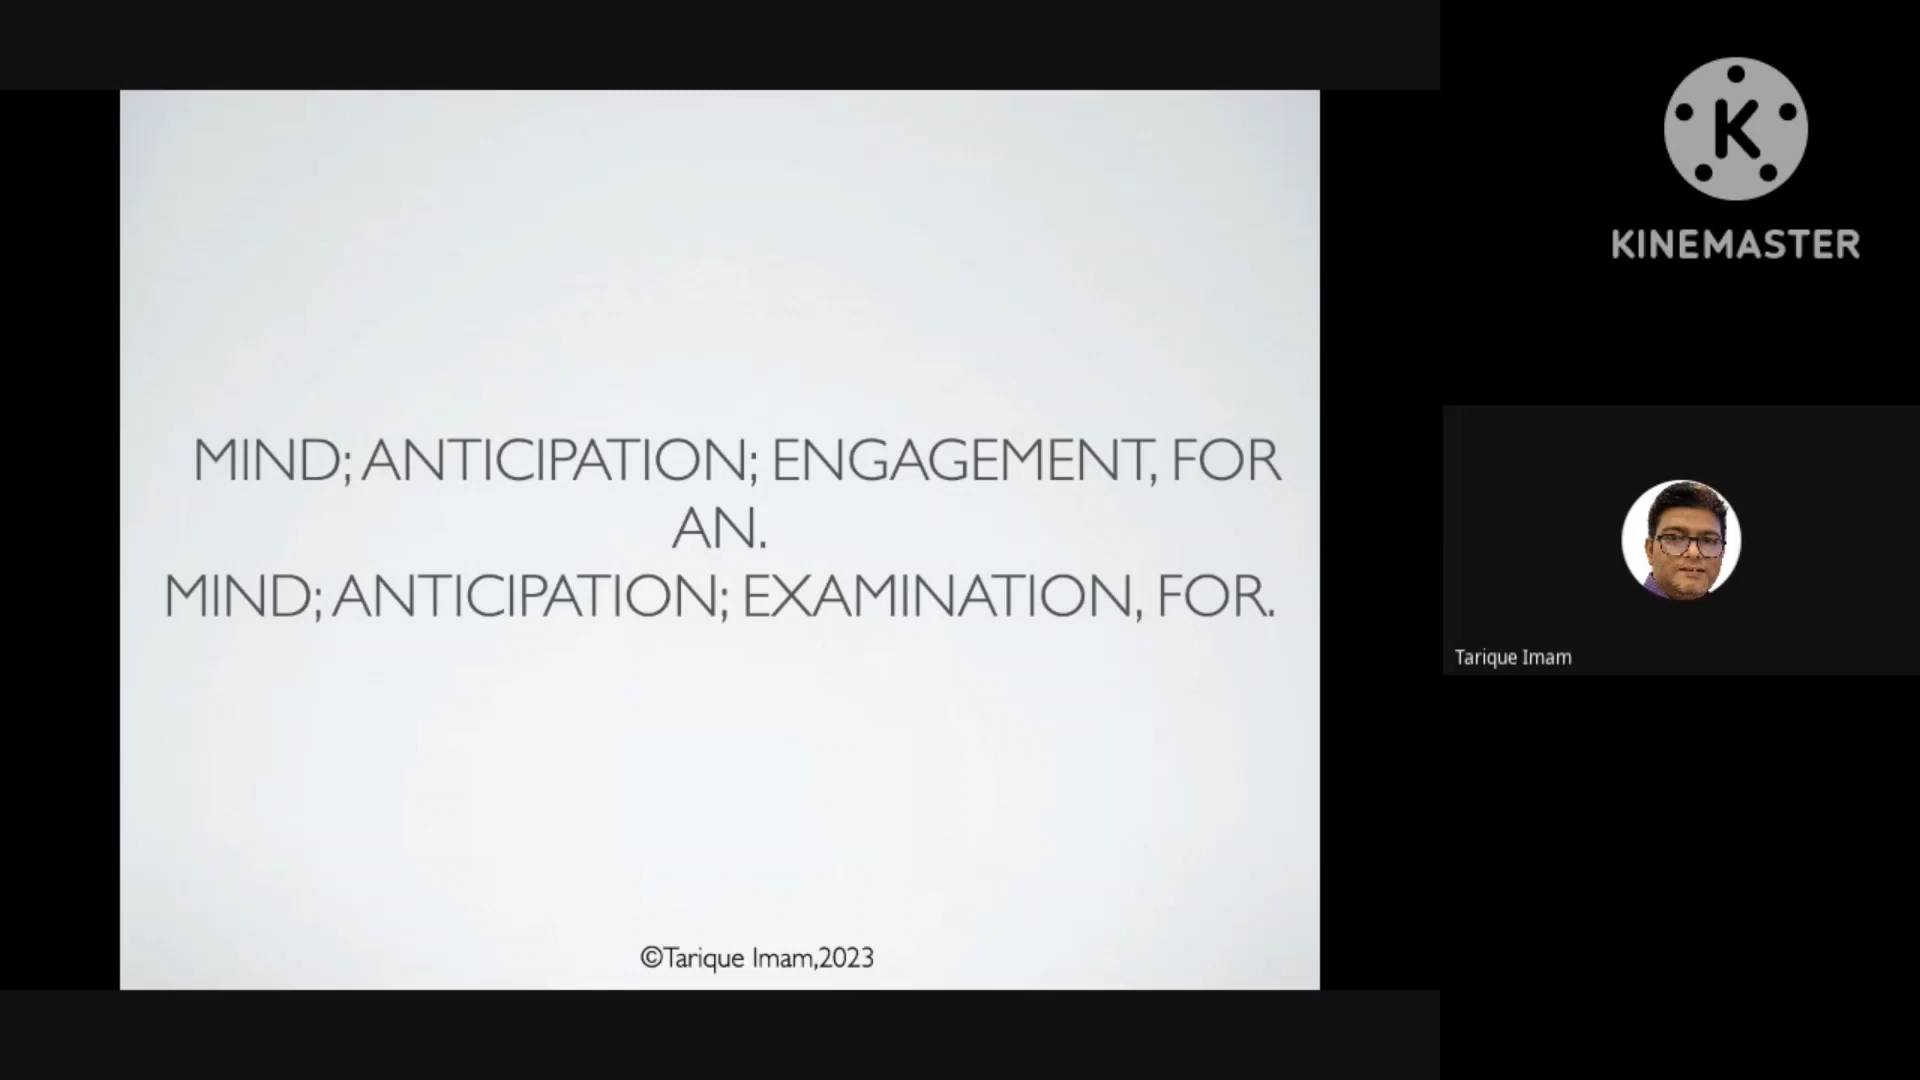 MIND; ANTICIPATION; ENGAGEMENT, FOR
AN.
MIND; ANTICIPATION; EXAMINATION, FOR.
©Tarique Imam,2023
K
KINEMASTER
Tarique Imam